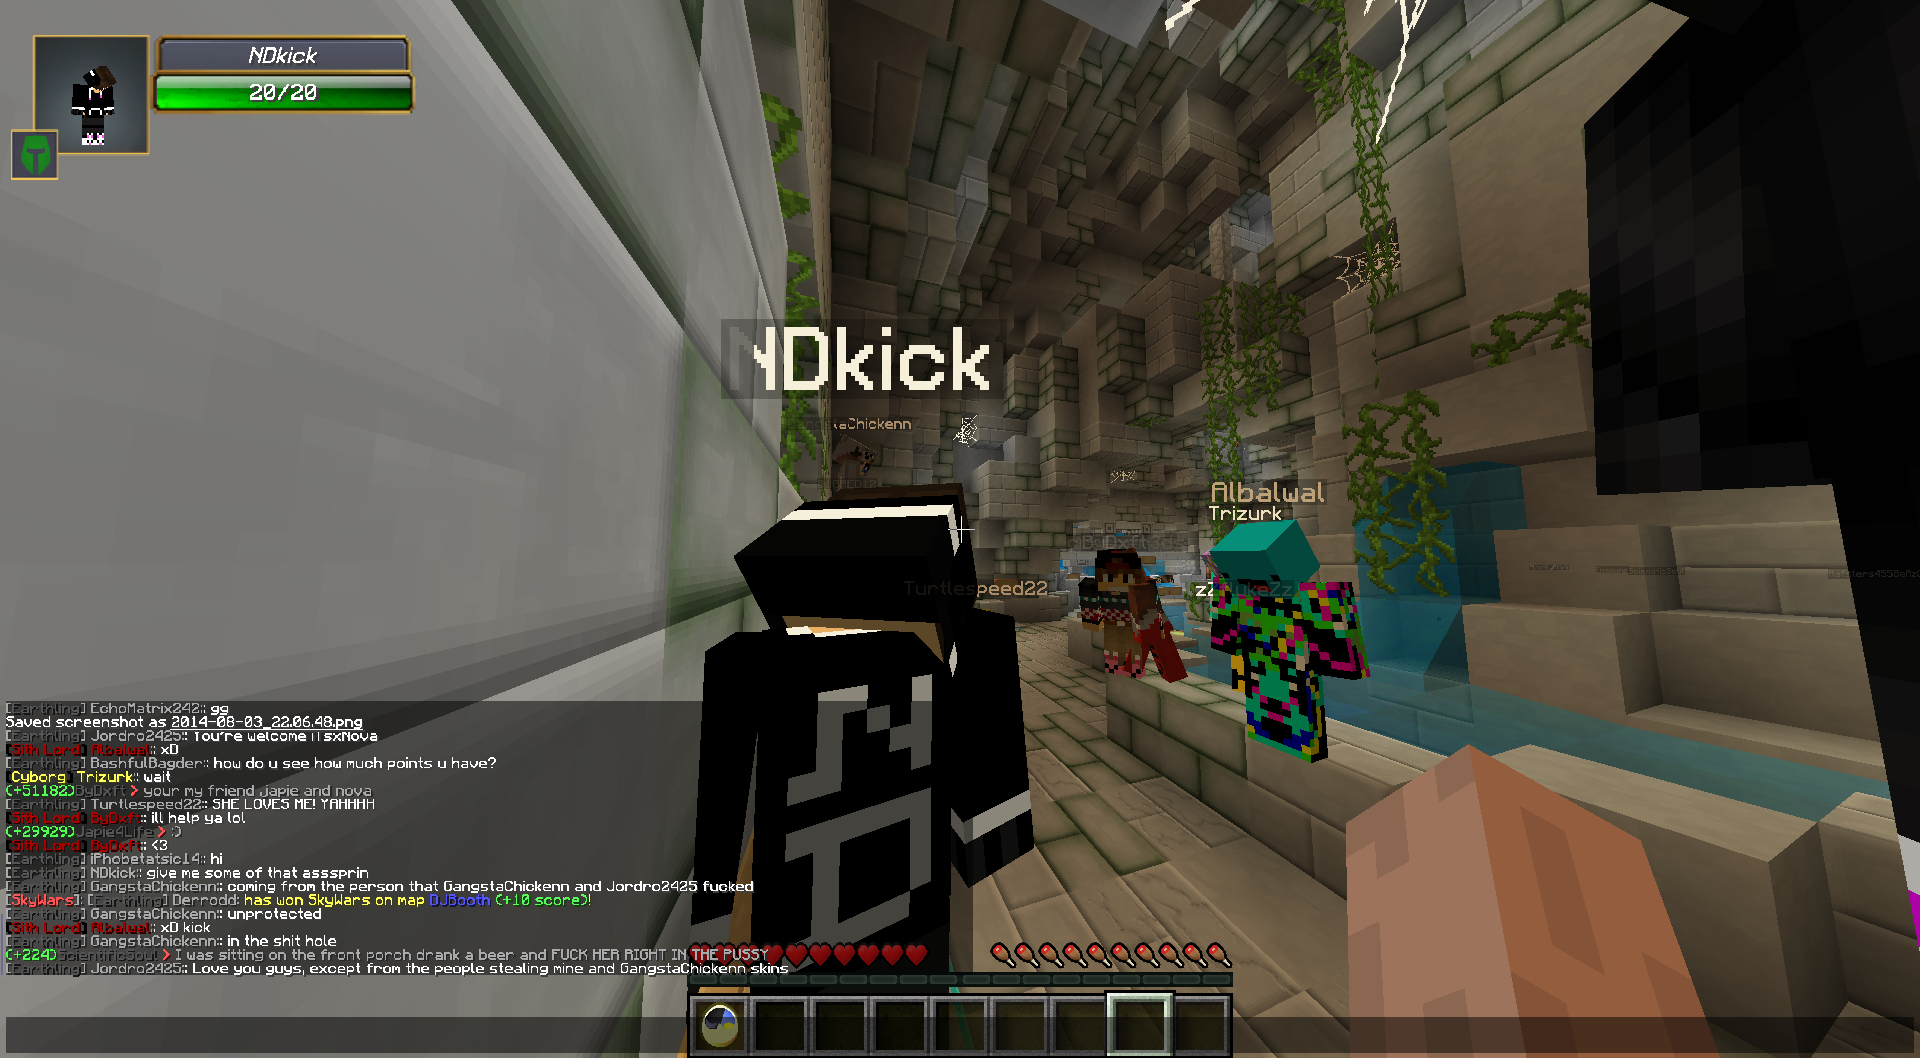 NDkick
20/20
NDkick
taChickenn
Albalwal
Trizurk
ByDxft
Turtlespeed22
zZ ukeZz
[Earthling] EchoMatrix242:: gg
Saved screenshot as 2014-08-03_22.06.48.png
[Earthling] Jordro2425:: You're welcome iTsxNova
[Sith Lord] Albalwal:: xD
[Earthling] BashfulBagder:: how do u see how much points u have?
[Cyborg] Trizurk:: wait
(+51182)ByDxft > your my friend japie and nova
[Earthling] Turtlespeed22:: SHE LOVES ME! YAHHHH
[Sith Lord] ByDxft:: ill help ya lol
(+29929)Japie4Life > :)
[Sith Lord] ByDxft:: <3
[Earthling] iPhobetatsic14:: hi
[Earthling] NDkick:: give me some of that asssprin
[Earthling] GangstaChickenn:: coming from the person that GangstaChickenn and Jordro2425 fucked
[SkyWars]: [Earthling] Derrodd: has won SkyWars on map DJBooth (+10 score)!
[Earthling] GangstaChickenn:: unprotected
[Sith Lord] Albalwal:: xD kick
[Earthling] GangstaChickenn:: in the shit hole
(+224)ScientificSoul > I was sitting on the front porch drank a beer and FUCK HER RIGHT IN THE PUSSY
[Earthling] Jordro2425:: Love you guys, except from the people stealing mine and GangstaChickenn skins